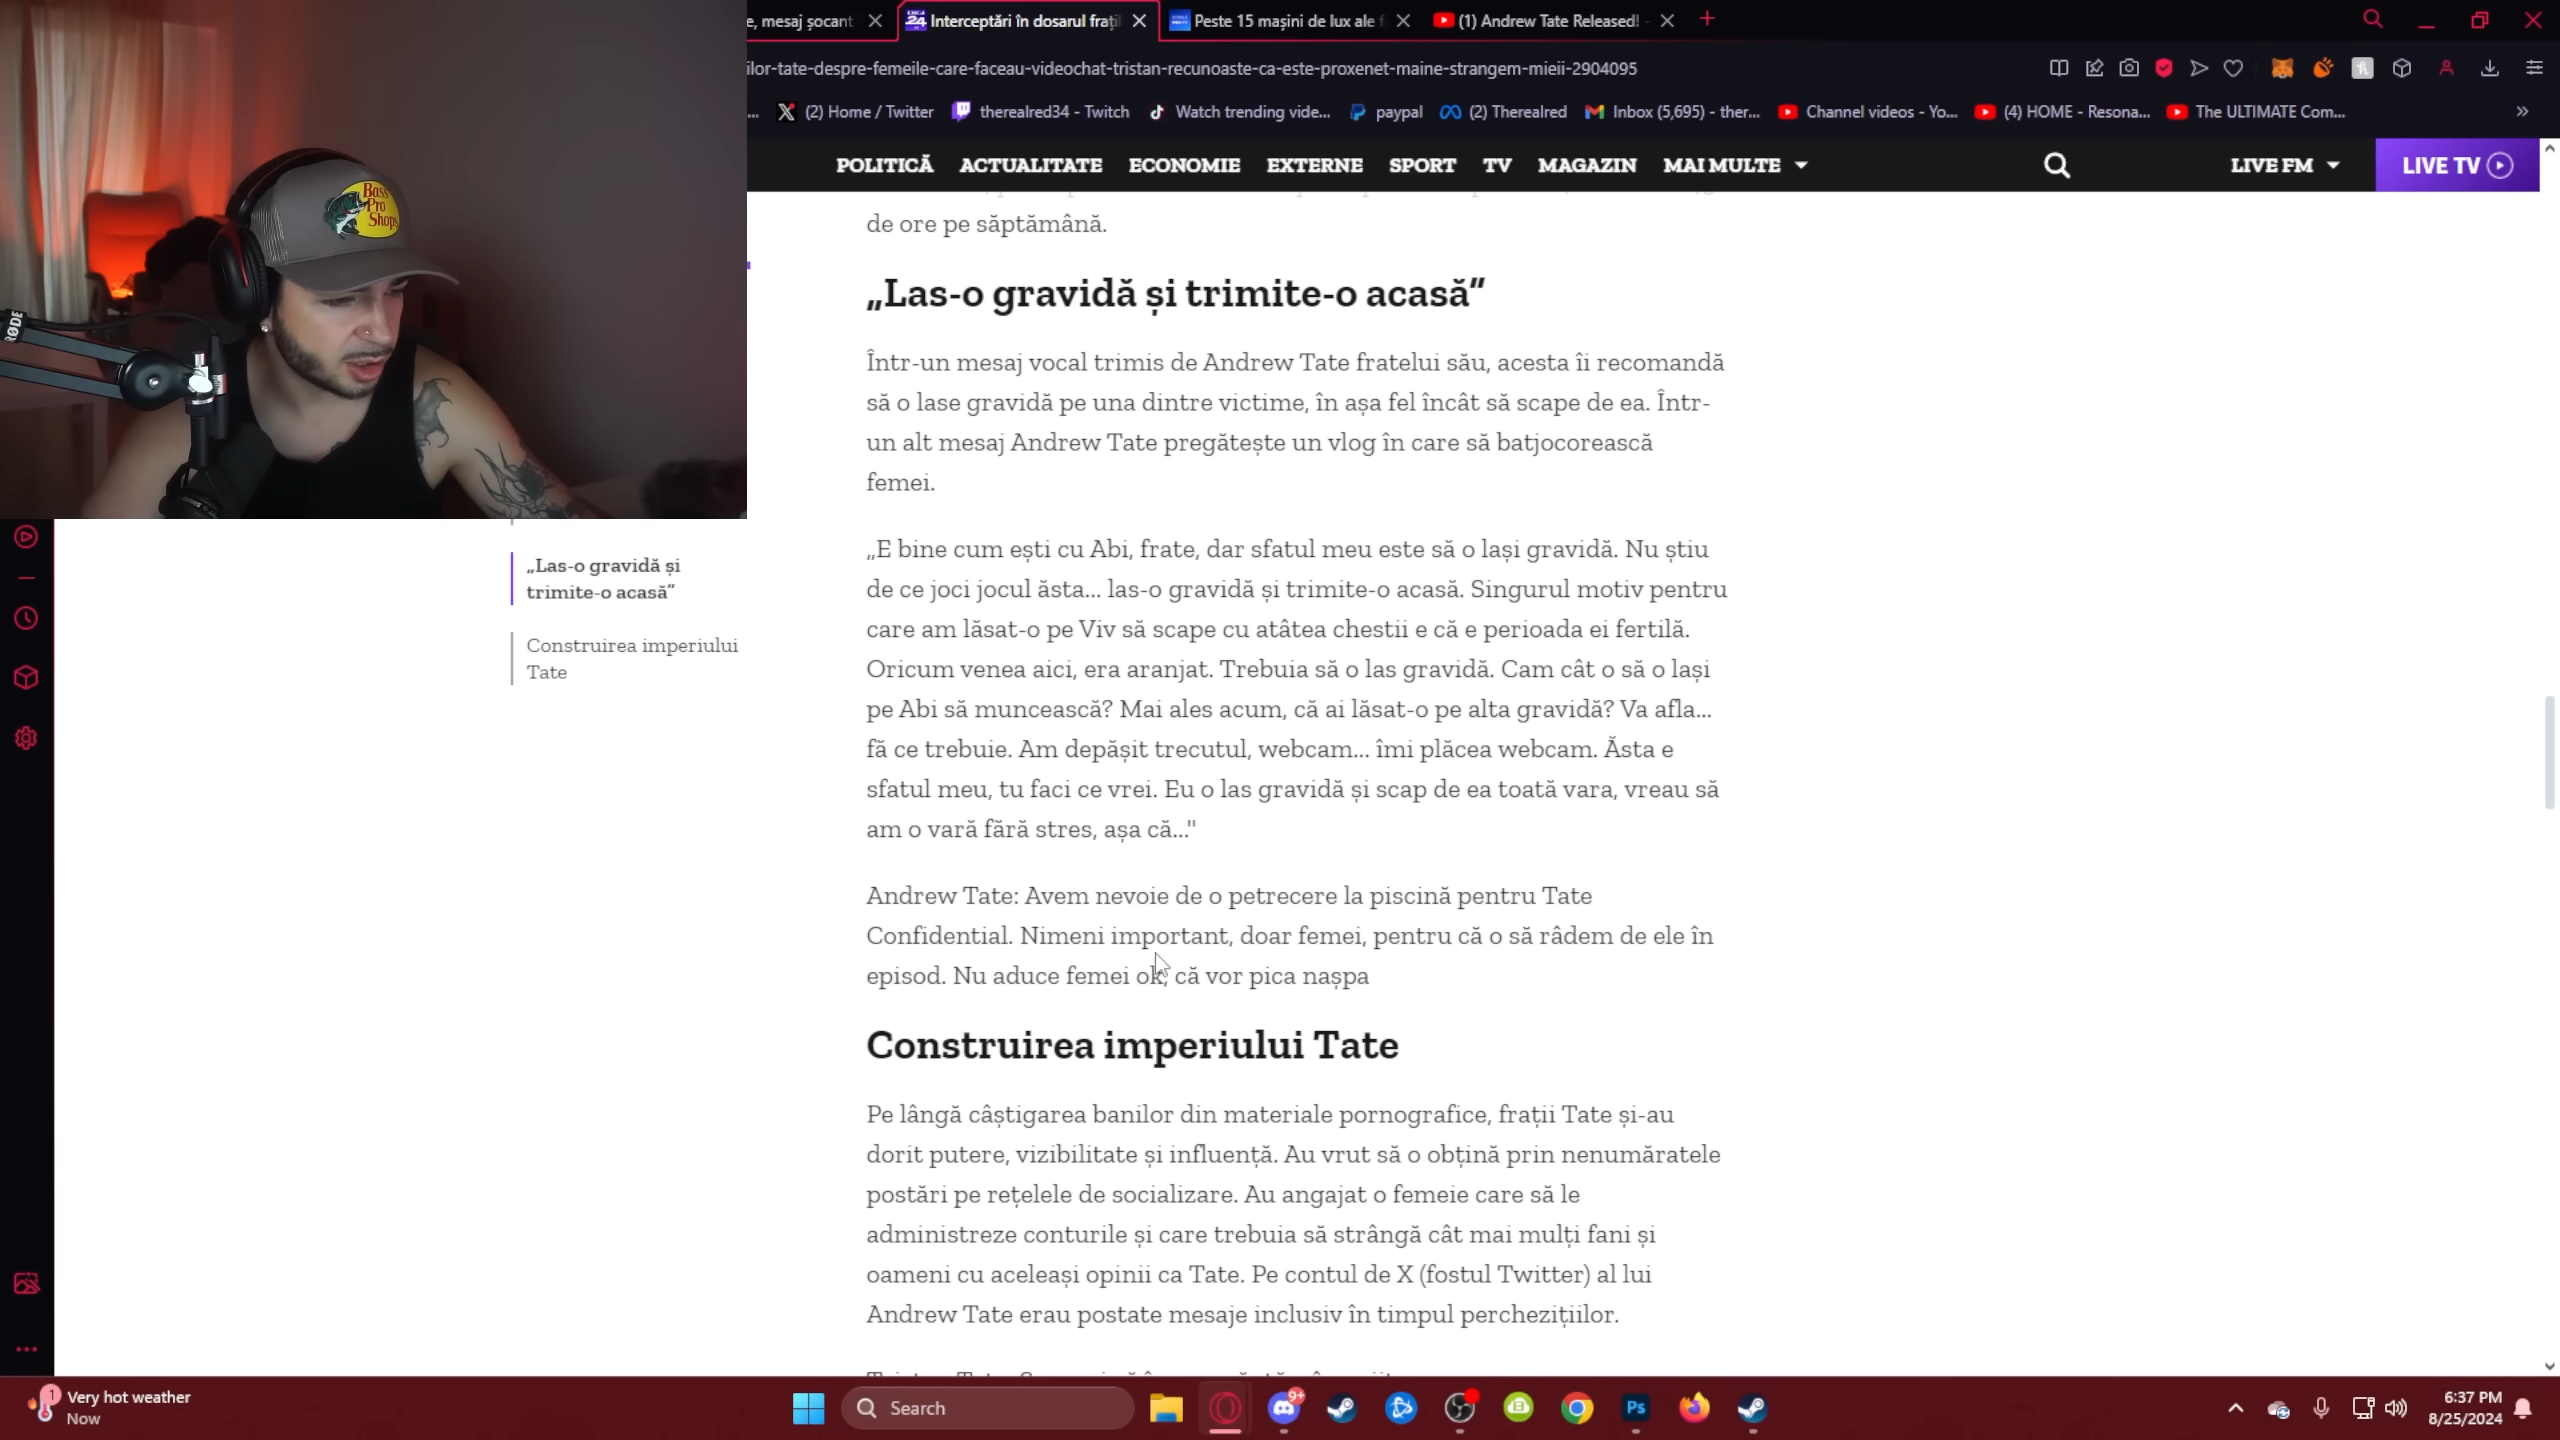 e, mesaj șocant
Interceptări în dosarul frați
Peste 15 mașini de lux ale f
(1) Andrew Tate Released! -
ilor-tate-despre-femeile-care-faceau-videochat-tristan-recunoaste-ca-este-proxenet-maine-strangem-mieii-2904095
... (2) Home / Twitter
therealred34 - Twitch
Watch trending vide...
paypal
(2) Therealred
Inbox (5,695) - ther...
Channel videos - Yo...
(4) HOME - Resona...
The ULTIMATE Com...
POLITICĂ ACTUALITATE ECONOMIE EXTERNE SPORT TV MAGAZIN MAI MULTE
LIVE FM
LIVE TV
Bass
Pro
Shops
RØDE
„Las-o gravidă și
trimite-o acasă”
Construirea imperiului
Tate
de ore pe săptămână.
„Las-o gravidă și trimite-o acasă”
Într-un mesaj vocal trimis de Andrew Tate fratelui său, acesta îi recomandă
să o lase gravidă pe una dintre victime, în așa fel încât să scape de ea. Într-
un alt mesaj Andrew Tate pregătește un vlog în care să batjocorească
femei.
„E bine cum ești cu Abi, frate, dar sfatul meu este să o lași gravidă. Nu știu
de ce joci jocul ăsta... las-o gravidă și trimite-o acasă. Singurul motiv pentru
care am lăsat-o pe Viv să scape cu atâtea chestii e că e perioada ei fertilă.
Oricum venea aici, era aranjat. Trebuia să o las gravidă. Cam cât o să o lași
pe Abi să muncească? Mai ales acum, că ai lăsat-o pe alta gravidă? Va afla...
fă ce trebuie. Am depășit trecutul, webcam... îmi plăcea webcam. Ăsta e
sfatul meu, tu faci ce vrei. Eu o las gravidă și scap de ea toată vara, vreau să
am o vară fără stres, așa că..."
Andrew Tate: Avem nevoie de o petrecere la piscină pentru Tate
Confidential. Nimeni important, doar femei, pentru că o să râdem de ele în
episod. Nu aduce femei ok, că vor pica nașpa
Construirea imperiului Tate
Pe lângă câștigarea banilor din materiale pornografice, frații Tate și-au
dorit putere, vizibilitate și influență. Au vrut să o obțină prin nenumăratele
postări pe rețelele de socializare. Au angajat o femeie care să le
administreze conturile și care trebuia să strângă cât mai mulți fani și
oameni cu aceleași opinii ca Tate. Pe contul de X (fostul Twitter) al lui
Andrew Tate erau postate mesaje inclusiv în timpul perchezițiilor.
1
Very hot weather
Now
Search
9+
Ps
6:37 PM
8/25/2024